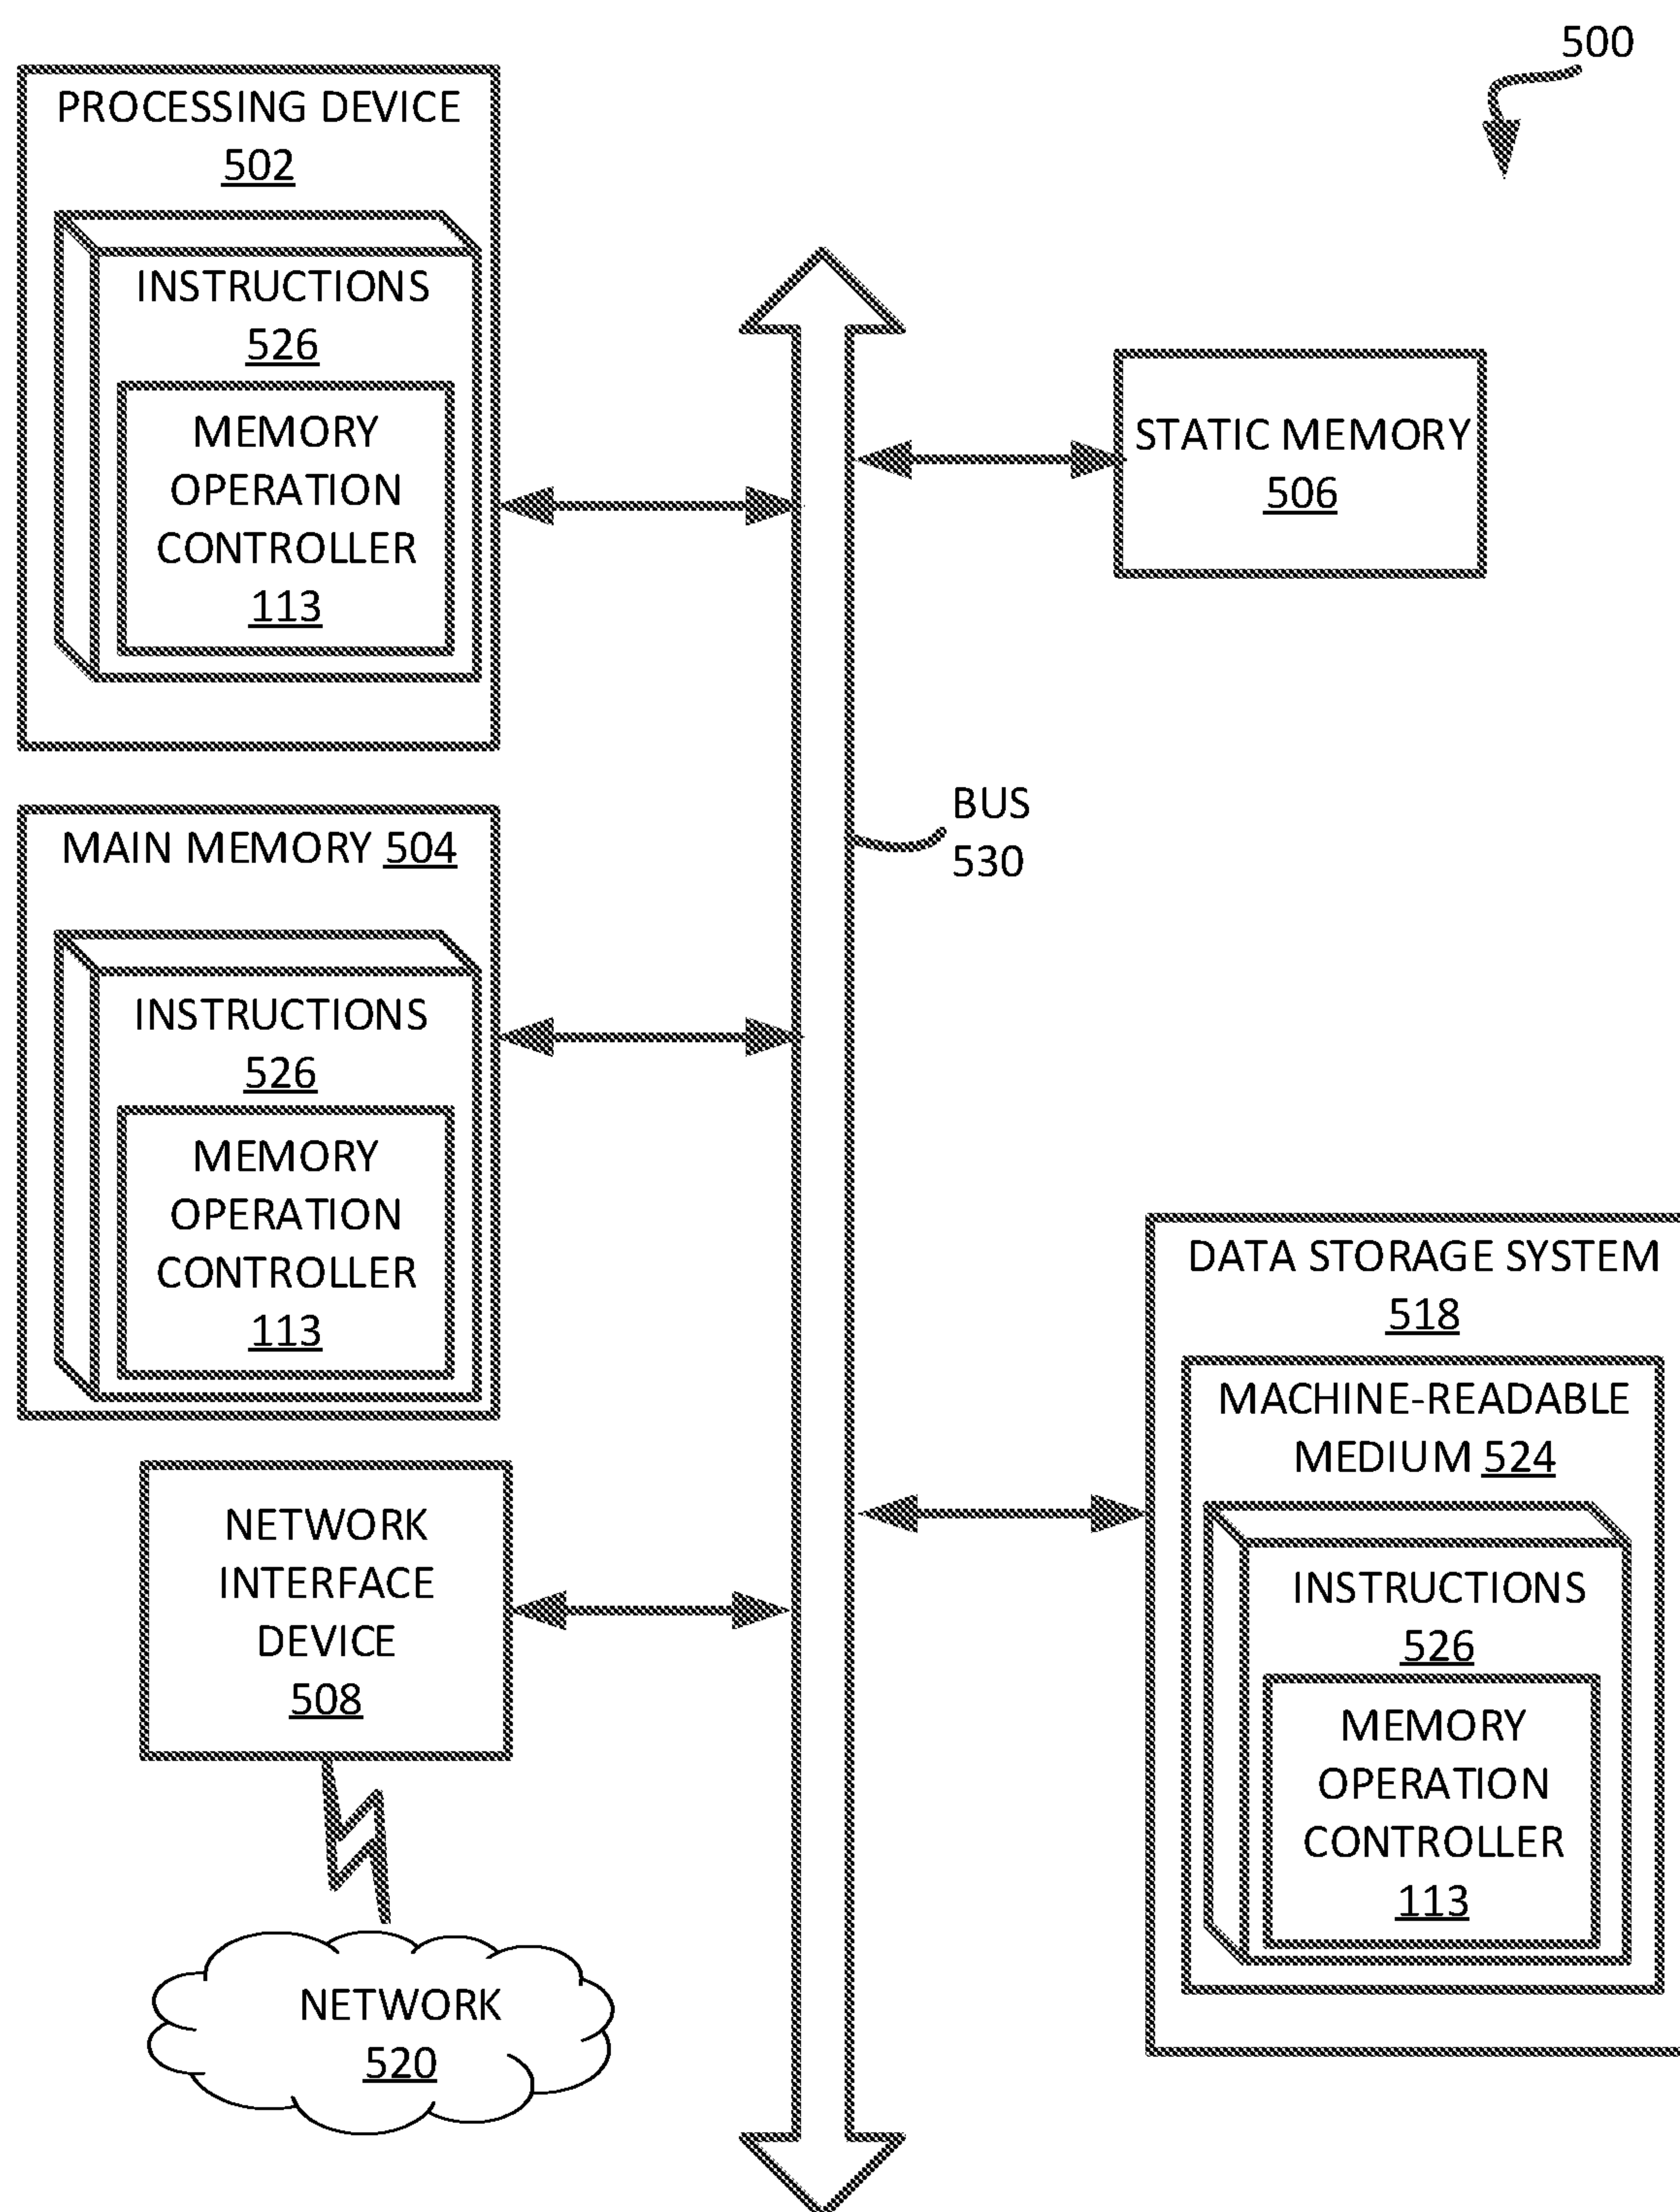 500
PROCESSING DEVICE
502
INSTRUCTIONS
526
MEMORY
OPERATION
CONTROLLER
113
STATIC MEMORY
506
BUS
530
MAIN MEMORY 504
INSTRUCTIONS
526
MEMORY
OPERATION
CONTROLLER
113
DATA STORAGE SYSTEM
518
MACHINE-READABLE
MEDIUM 524
INSTRUCTIONS
526
MEMORY
OPERATION
CONTROLLER
113
NETWORK
INTERFACE
DEVICE
508
NETWORK
520